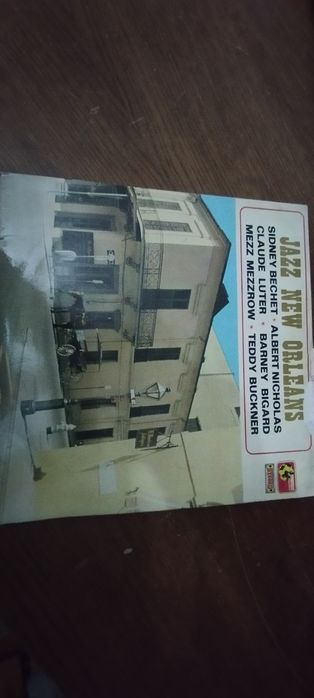 JAZZ NEW ORLEANS
SIDNEY BECHET • ALBERT NICHOLAS
CLAUDE LUTER • BARNEY BIGARD
MEZZ MEZZROW • TEDDY BUCKNER